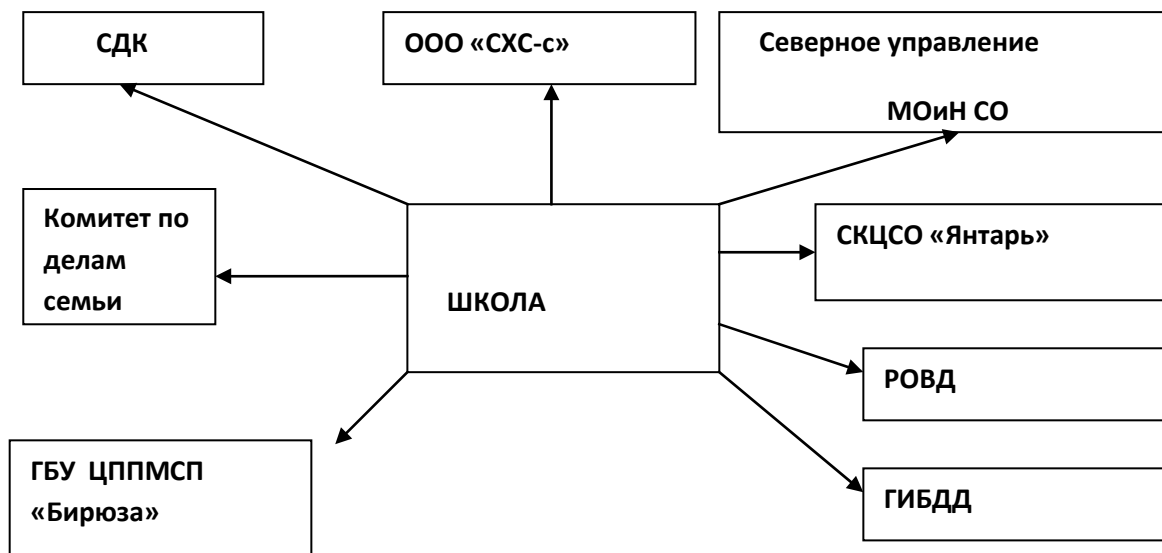 СДК
ООО «СХС-с»
Северное управление
МОиН СО
Комитет по
делам
семьи
СКЦСО «Янтарь»
ШКОЛА
РОВД
ГБУ ЦППМСП
«Бирюза»
ГИБДД